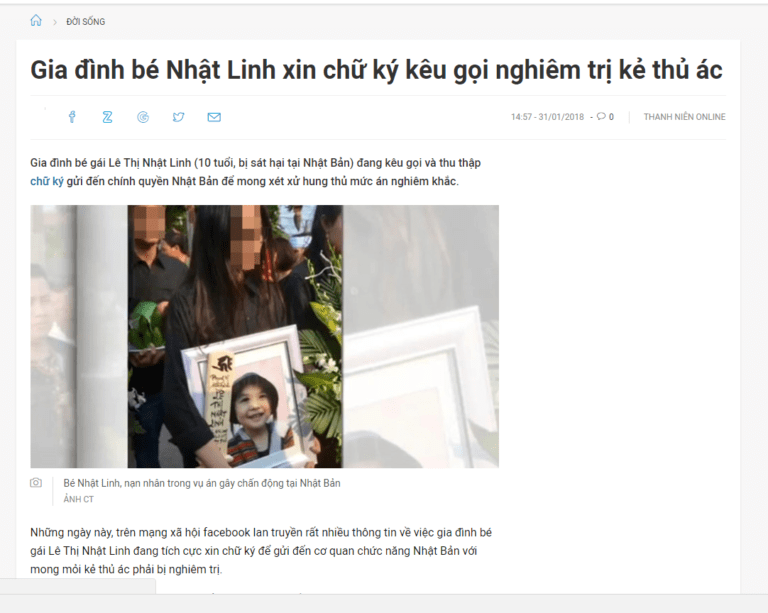 ĐỜI SỐNG
Gia đình bé Nhật Linh xin chữ ký kêu gọi nghiêm trị kẻ thủ ác
14:57 - 31/01/2018 - 0 THANH NIÊN ONLINE
Gia đình bé gái Lê Thị Nhật Linh (10 tuổi, bị sát hại tại Nhật Bản) đang kêu gọi và thu thập
chữ ký gửi đến chính quyền Nhật Bản để mong xét xử hung thủ mức án nghiêm khắc.
LÊ
THỊ
NHẬT
LINH
Bé Nhật Linh, nạn nhân trong vụ án gây chấn động tại Nhật Bản
ẢNH CT
Những ngày này, trên mạng xã hội facebook lan truyền rất nhiều thông tin về việc gia đình bé
gái Lê Thị Nhật Linh đang tích cực xin chữ ký để gửi đến cơ quan chức năng Nhật Bản với
mong mỏi kẻ thủ ác phải bị nghiêm trị.